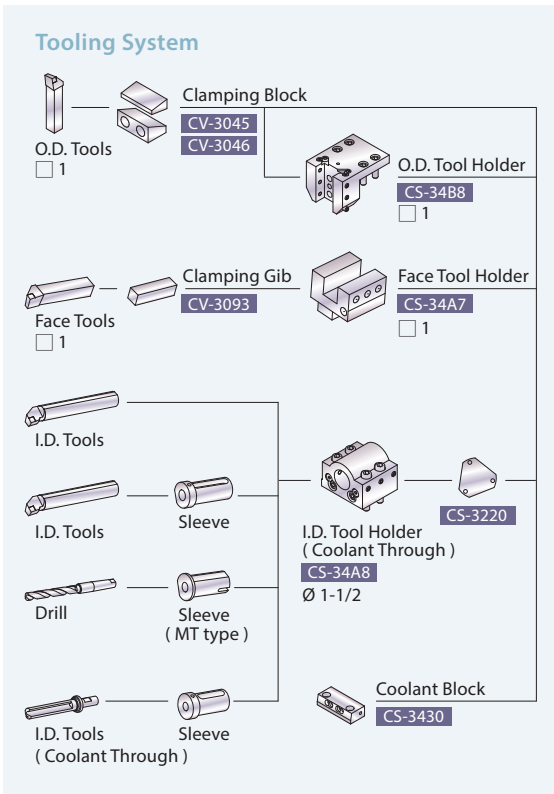 Tooling System
Clamping Block
CV-3045
CV-3046
O.D. Tools
□ 1
O.D. Tool Holder
CS-34B8
□ 1
Clamping Gib
CV-3093
Face Tools
□ 1
Face Tool Holder
CS-34A7
□ 1
I.D. Tools
I.D. Tools
Sleeve
I.D. Tool Holder
( Coolant Through )
CS-34A8
Ø 1-1/2
CS-3220
Drill
Sleeve
( MT type )
I.D. Tools
( Coolant Through )
Sleeve
Coolant Block
CS-3430